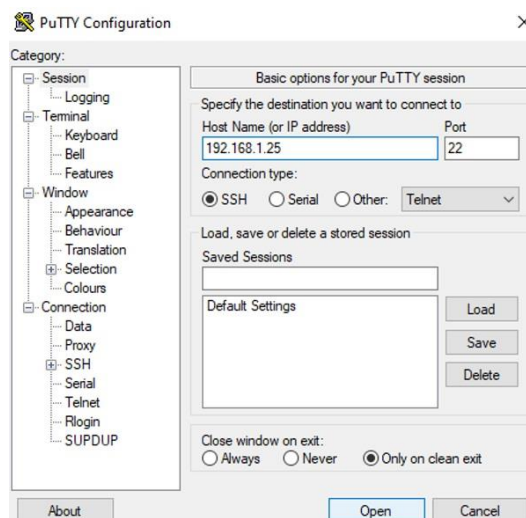 PuTTY Configuration
Category:
Session
Logging
Terminal
Keyboard
Bell
Features
Window
Appearance
Behaviour
Translation
Selection
Colours
Connection
Data
Proxy
SSH
Serial
Telnet
Rlogin
SUPDUP
Basic options for your PuTTY session
Specify the destination you want to connect to
Host Name (or IP address) Port
192.168.1.25 22
Connection type:
SSH Serial Other: Telnet
Load, save or delete a stored session
Saved Sessions
Default Settings
Load
Save
Delete
Close window on exit:
Always Never Only on clean exit
About Open Cancel